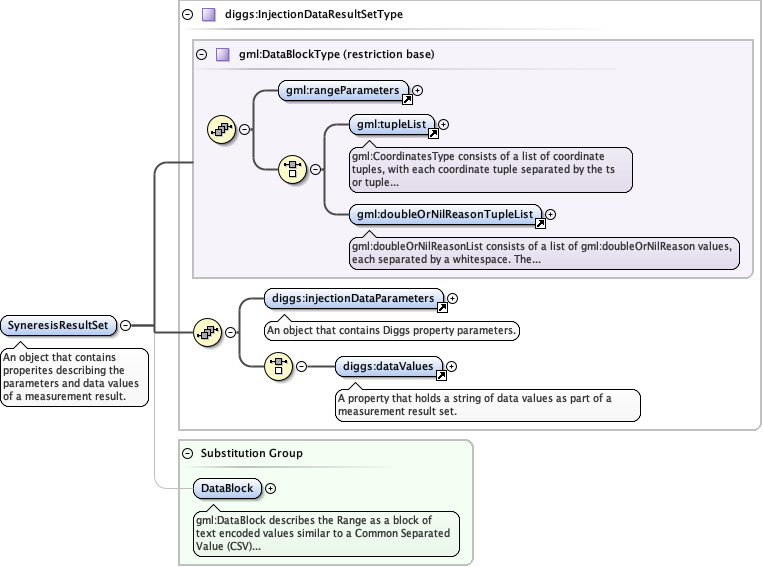 diggs:InjectionDataResultSetType
gml:DataBlockType (restriction base)
gml:rangeParameters
gml:tupleList
gml:CoordinatesType consists of a list of coordinate
tuples, with each coordinate tuple separated by the ts
or tuple...
gml:doubleOrNilReasonTupleList
gml:doubleOrNilReasonList consists of a list of gml:doubleOrNilReason values,
each separated by a whitespace. The...
diggs:injectionDataParameters
An object that contains Diggs property parameters.
SyneresisResultSet
An object that contains
properites describing the
parameters and data values
of a measurement result.
diggs:dataValues
A property that holds a string of data values as part of a
measurement result set.
Substitution Group
DataBlock
gml:DataBlock describes the Range as a block of
text encoded values similar to a Common Separated
Value (CSV)...